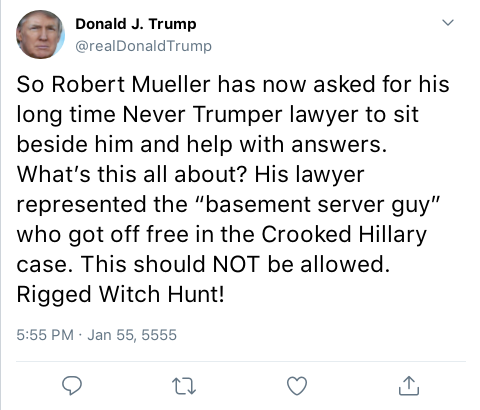 Donald J. Trump
@realDonaldTrump
So Robert Mueller has now asked for his
long time Never Trumper lawyer to sit
beside him and help with answers.
What’s this all about? His lawyer
represented the “basement server guy”
who got off free in the Crooked Hillary
case. This should NOT be allowed.
Rigged Witch Hunt!
5:55 PM · Jan 55, 5555